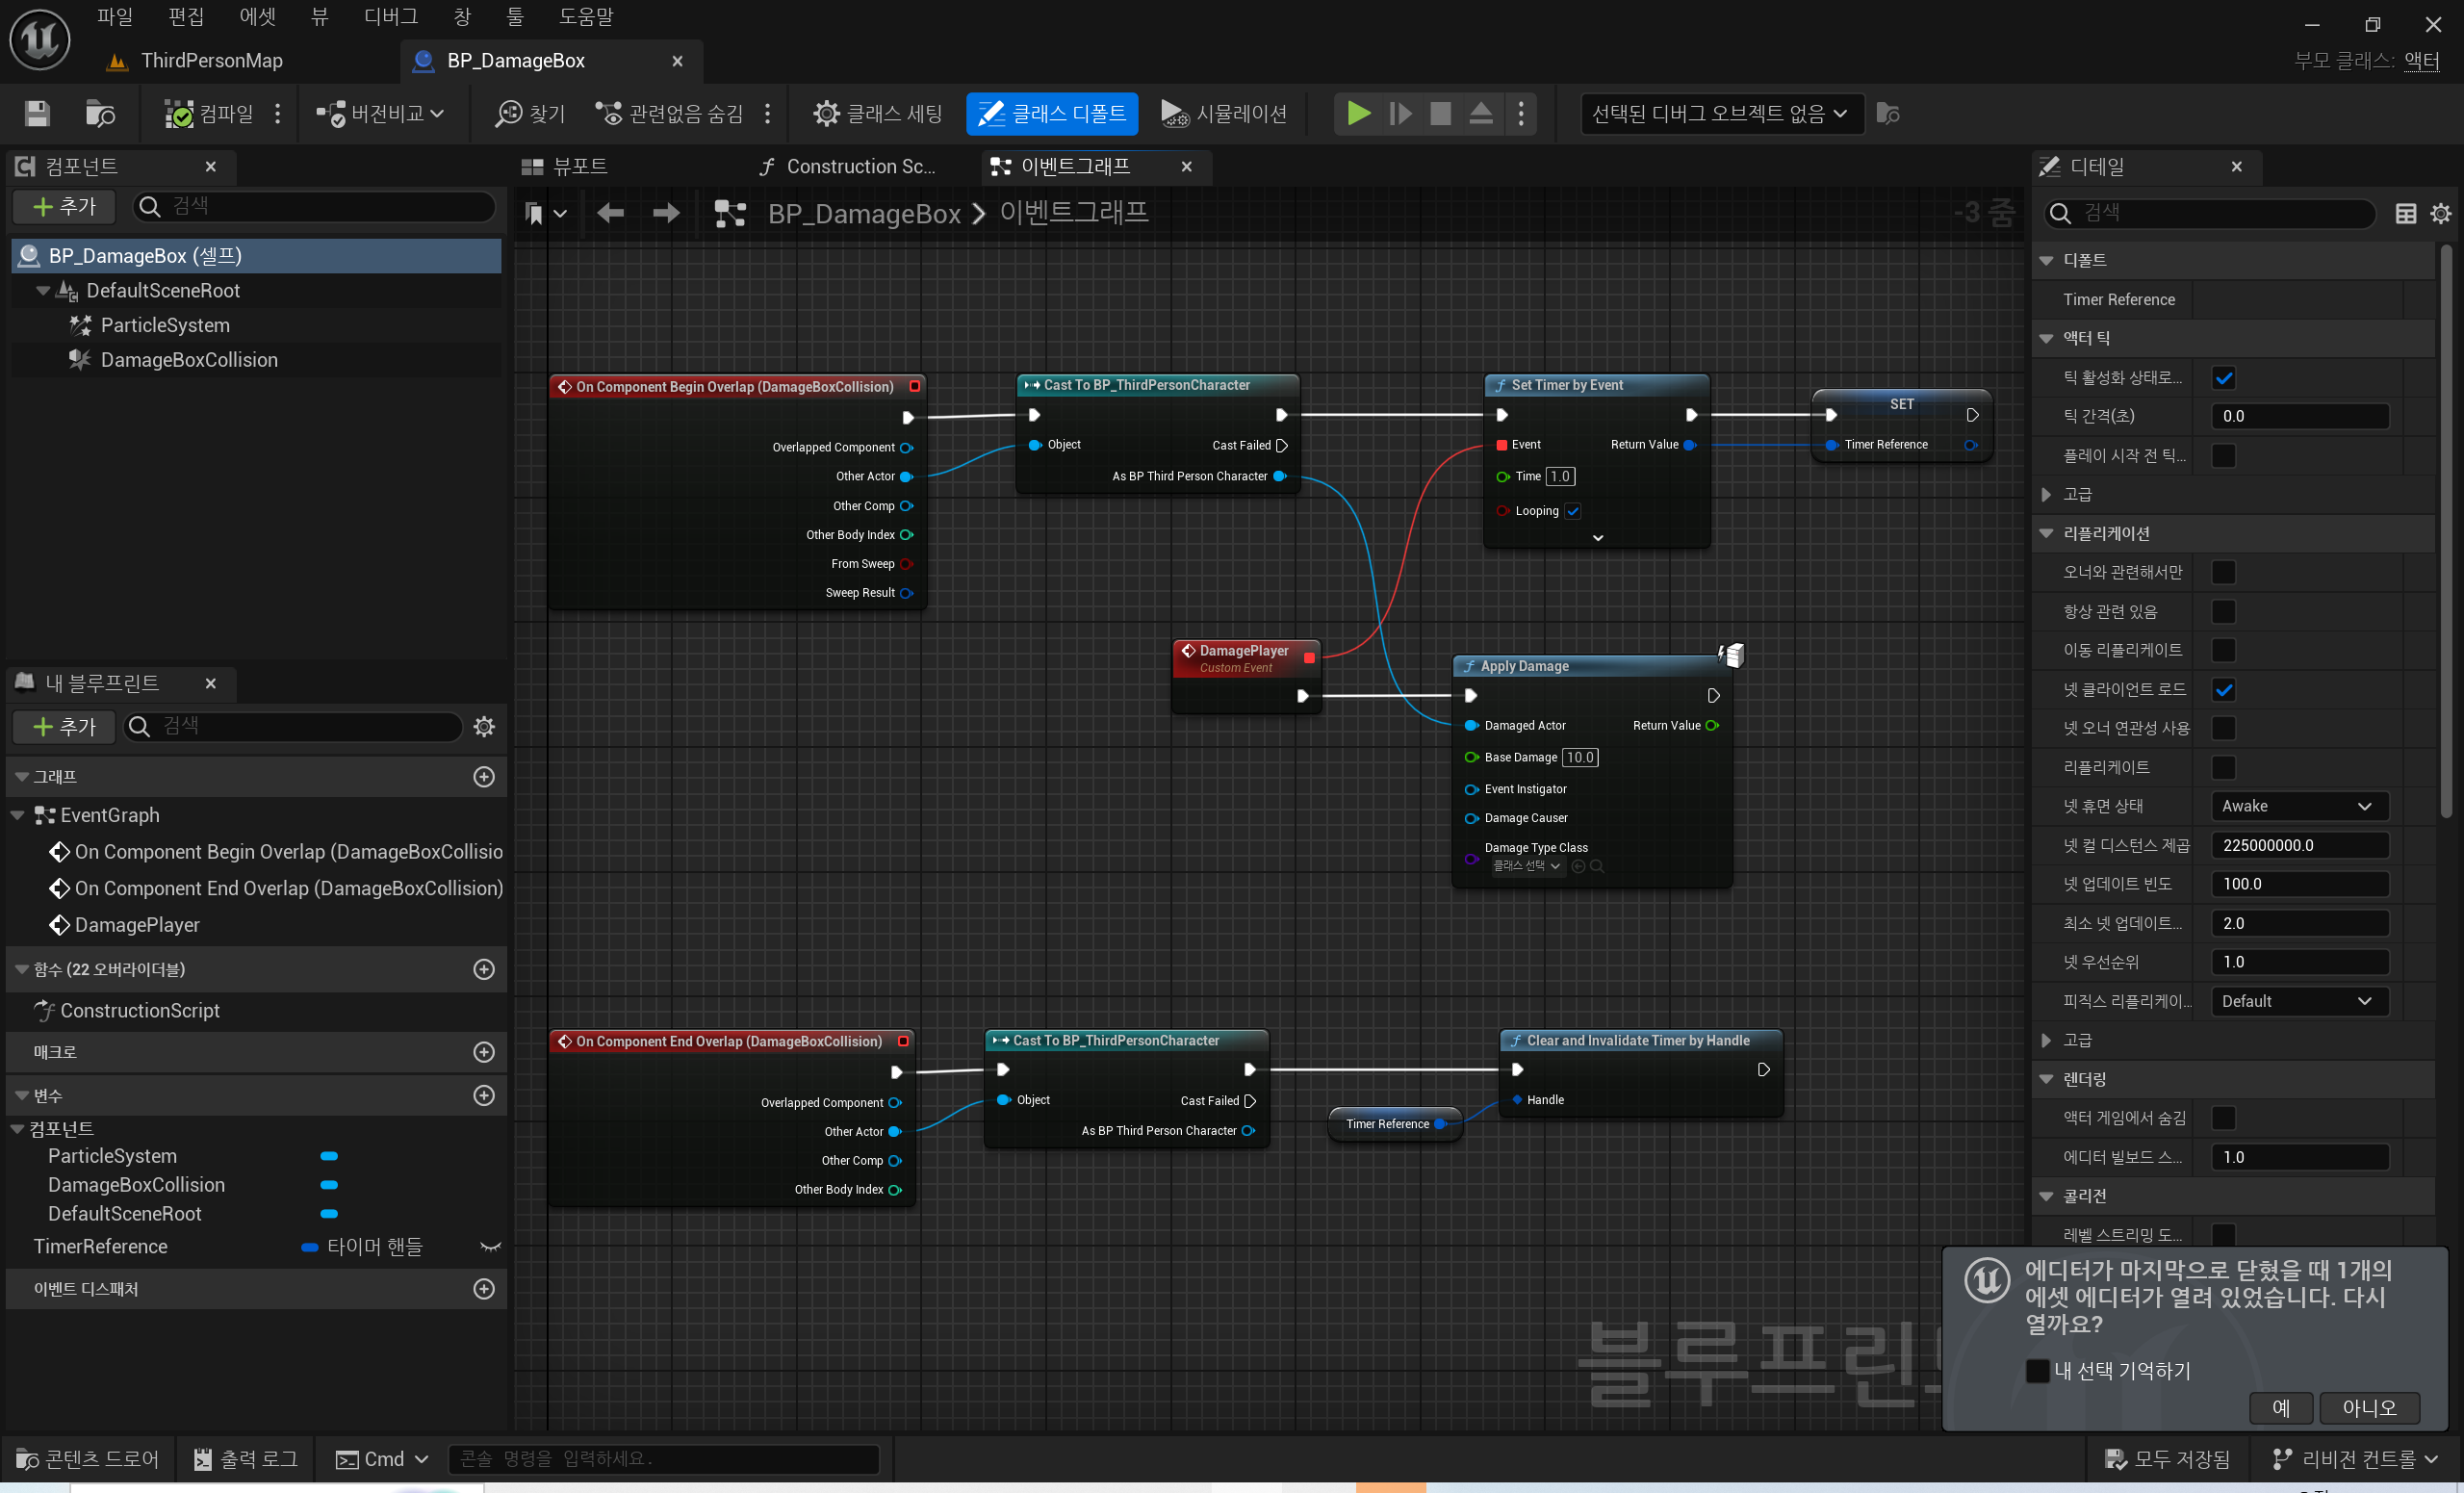 파일 편집 에셋 뷰 디버그 창 툴 도움말
ThirdPersonMap
BP_DamageBox
부모 클래스: 액터
컴파일
버전비교
찾기
관련없음 숨김
클래스 세팅
클래스 디폴트
시뮬레이션
선택된 디버그 오브젝트 없음
컴포넌트
추가
검색
BP_DamageBox (셀프)
DefaultSceneRoot
ParticleSystem
DamageBoxCollision
내 블루프린트
추가
검색
그래프
EventGraph
On Component Begin Overlap (DamageBoxCollisio
On Component End Overlap (DamageBoxCollision)
DamagePlayer
함수 (22 오버라이더블)
ConstructionScript
매크로
변수
컴포넌트
ParticleSystem
DamageBoxCollision
DefaultSceneRoot
TimerReference 타이머 핸들
이벤트 디스패처
뷰포트
Construction Sc...
이벤트그래프
BP_DamageBox > 이벤트그래프
-3 줌
On Component Begin Overlap (DamageBoxCollision)
Overlapped Component
Other Actor
Other Comp
Other Body Index
From Sweep
Sweep Result
Cast To BP_ThirdPersonCharacter
Object
Cast Failed
As BP Third Person Character
Set Timer by Event
Event
Return Value
Time 1.0
Looping
SET
Timer Reference
DamagePlayer
Custom Event
Apply Damage
Damaged Actor
Return Value
Base Damage 10.0
Event Instigator
Damage Causer
Damage Type Class
클래스 선택
On Component End Overlap (DamageBoxCollision)
Overlapped Component
Other Actor
Other Comp
Other Body Index
Cast To BP_ThirdPersonCharacter
Object
Cast Failed
As BP Third Person Character
Timer Reference
Clear and Invalidate Timer by Handle
Handle
블루프린
디테일
검색
디폴트
Timer Reference
액터 틱
틱 활성화 상태로...
틱 간격(초) 0.0
플레이 시작 전 틱...
고급
리플리케이션
오너와 관련해서만
항상 관련 있음
이동 리플리케이트
넷 클라이언트 로드
넷 오너 연관성 사용
리플리케이트
넷 휴면 상태 Awake
넷 컬 디스턴스 제곱 225000000.0
넷 업데이트 빈도 100.0
최소 넷 업데이트... 2.0
넷 우선순위 1.0
피직스 리플리케이... Default
고급
렌더링
액터 게임에서 숨김
에디터 빌보드 스... 1.0
콜리전
레벨 스트리밍 도...
에디터가 마지막으로 닫혔을 때 1개의
에셋 에디터가 열려 있었습니다. 다시
열까요?
내 선택 기억하기
예
아니오
콘텐츠 드로어
출력 로그
Cmd
콘솔 명령을 입력하세요.
모두 저장됨
리비전 컨트롤